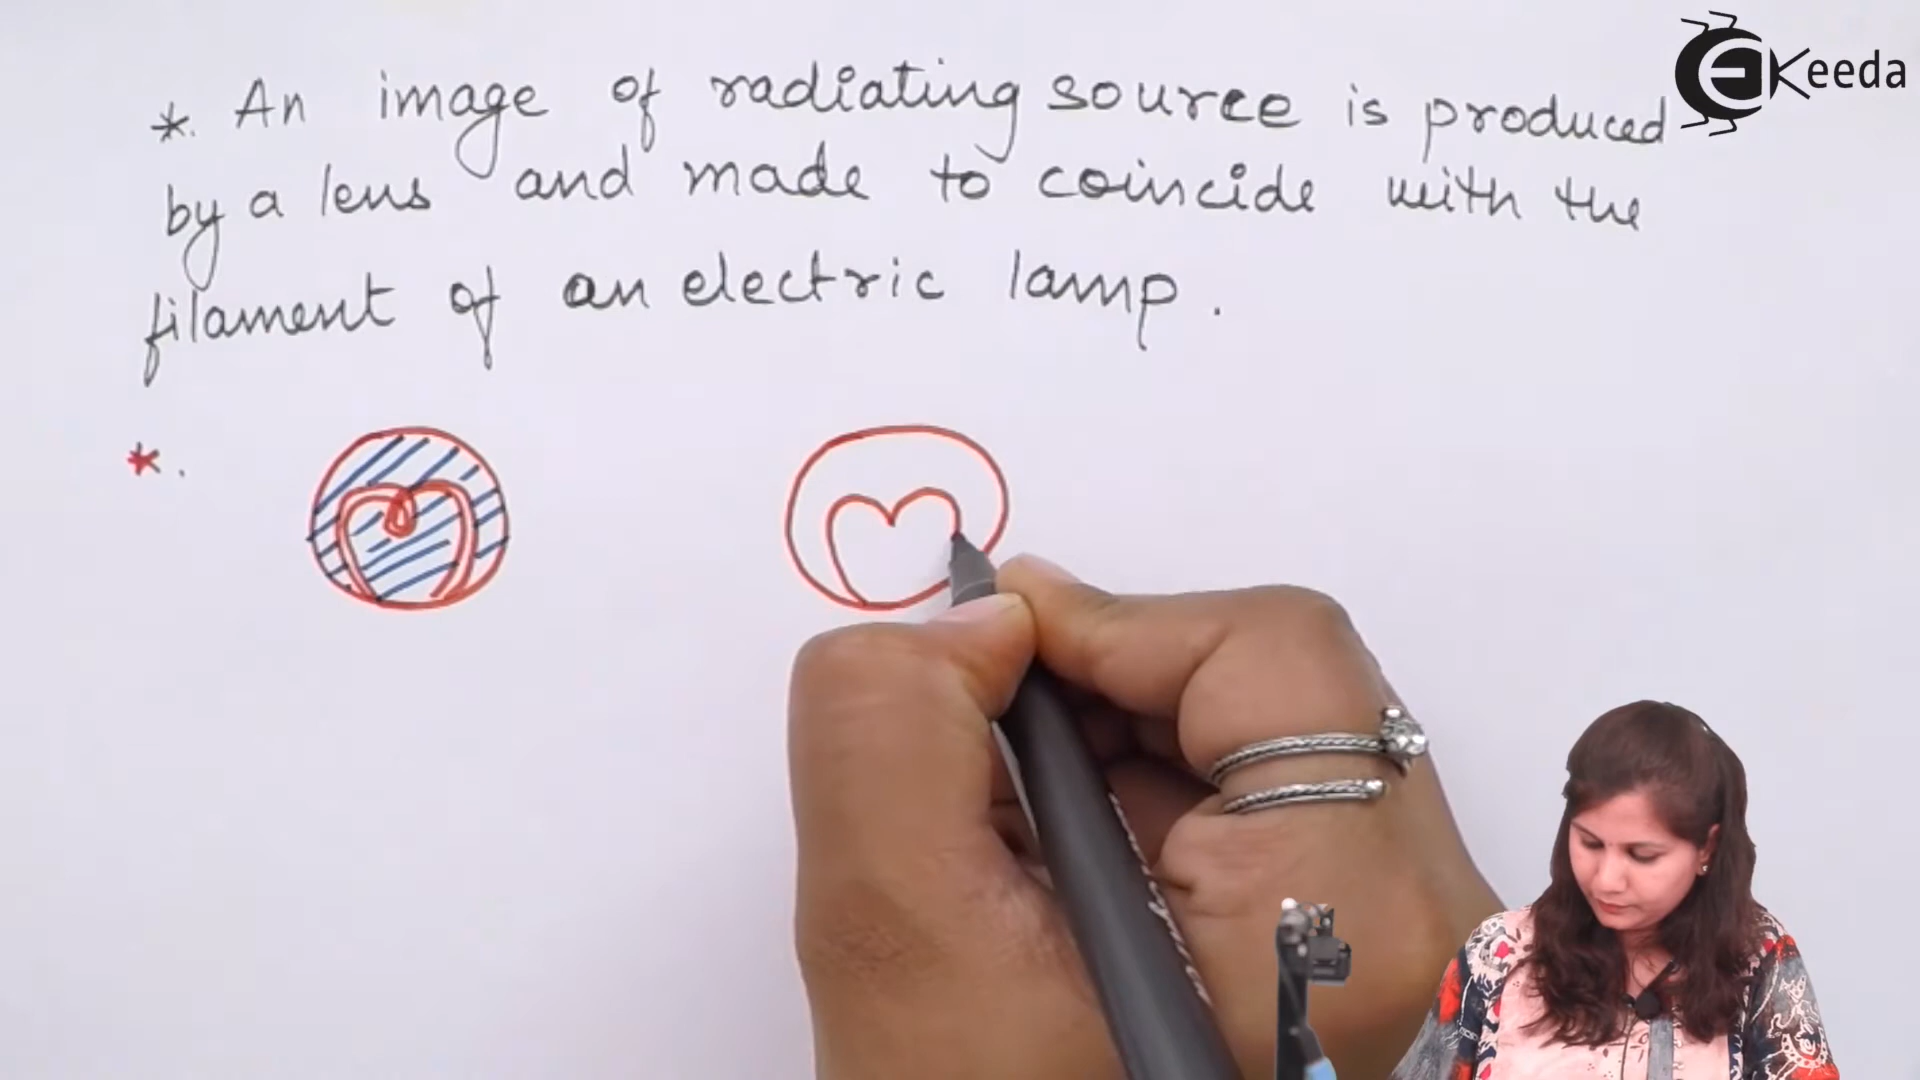 EKeeda
*. An image of radiating source is produced
by a lens and made to coincide with the
filament of an electric lamp.
*.